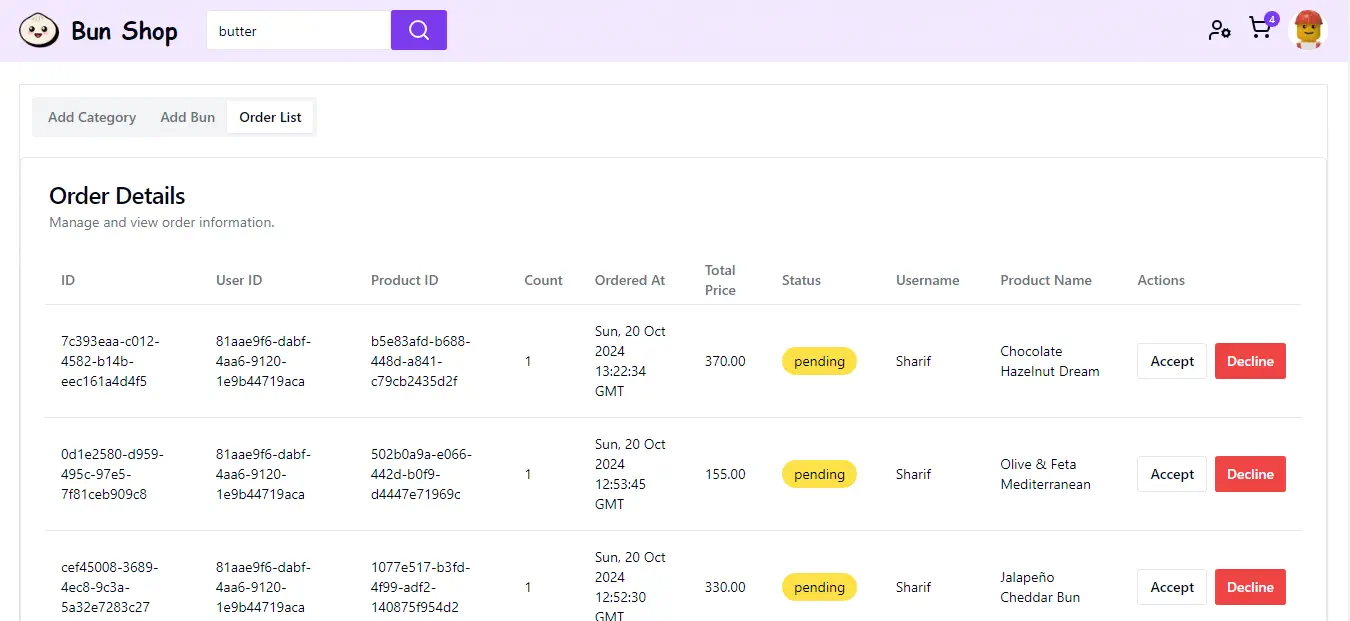 Bun Shop
butter
4
Add Category Add Bun Order List
Order Details
Manage and view order information.
ID User ID Product ID Count Ordered At Total Price Status Username Product Name Actions
7c393eaa-c012-
4582-b14b-
eec161a4d4f5
81aae9f6-dabf-
4aa6-9120-
1e9b44719aca
b5e83afd-b688-
448d-a841-
c79cb2435d2f
1
Sun, 20 Oct
2024
13:22:34
GMT
370.00
pending
Sharif
Chocolate
Hazelnut Dream
Accept Decline
0d1e2580-d959-
495c-97e5-
7f81ceb909c8
81aae9f6-dabf-
4aa6-9120-
1e9b44719aca
502b0a9a-e066-
442d-b0f9-
d4447e71969c
1
Sun, 20 Oct
2024
12:53:45
GMT
155.00
pending
Sharif
Olive & Feta
Mediterranean
Accept Decline
cef45008-3689-
4ec8-9c3a-
5a32e7283c27
81aae9f6-dabf-
4aa6-9120-
1e9b44719aca
1077e517-b3fd-
4f99-adf2-
140875f954d2
1
Sun, 20 Oct
2024
12:52:30
GMT
330.00
pending
Sharif
Jalapeño
Cheddar Bun
Accept Decline